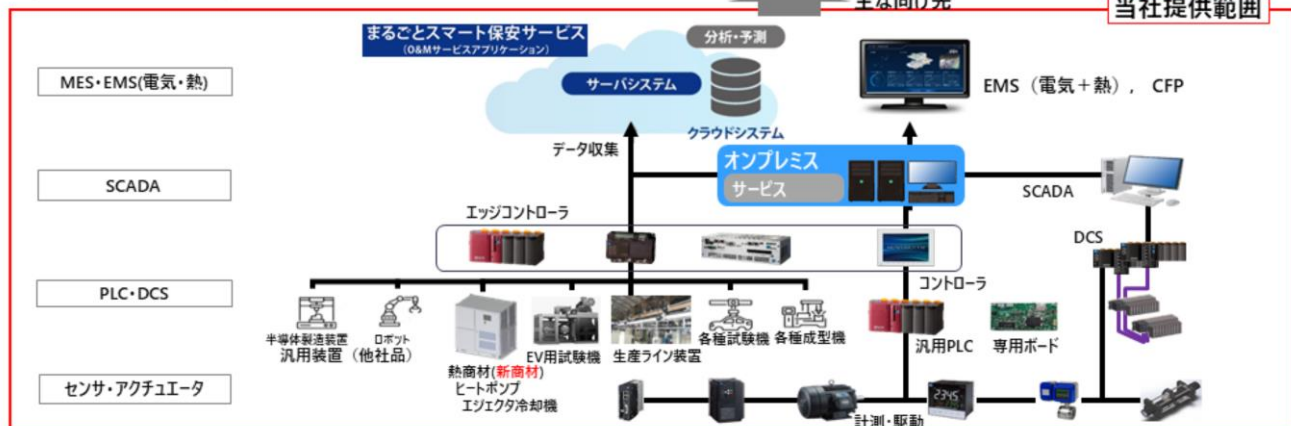 主な向け先
当社提供範囲
まるごとスマート保安サービス
(O&Mサービスアプリケーション)
分析・予測
MES・EMS(電気・熱)
サーバシステム
EMS（電気＋熱）, CFP
クラウドシステム
データ収集
オンプレミス
サービス
SCADA
SCADA
エッジコントローラ
DCS
コントローラ
PLC・DCS
半導体製造装置
ロボット
汎用装置（他社品）
EV用試験機
生産ライン装置
各種試験機
各種成型機
汎用PLC
専用ボード
熱商材(新商材)
ヒートポンプ
エジェクタ冷却機
センサ・アクチュエータ
2345
計測・駆動